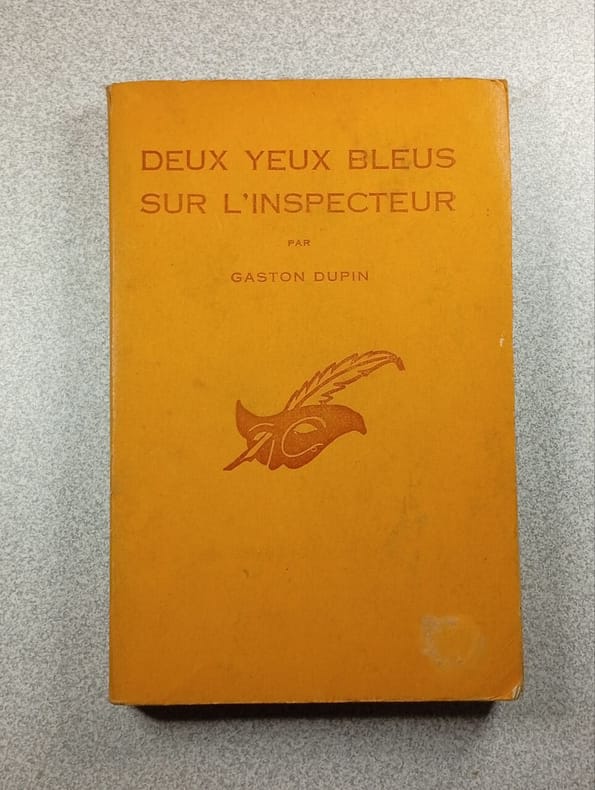 DEUX YEUX BLEUS
SUR L'INSPECTEUR
PAR
GASTON DUPIN